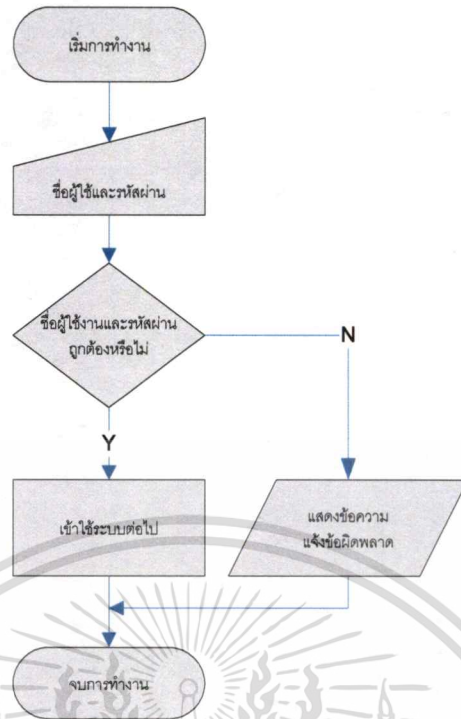 เริ่มการทำงาน
ชื่อผู้ใช้และรหัสผ่าน
ชื่อผู้ใช้งานและรหัสผ่าน
ถูกต้องหรือไม่
N
Y
เข้าใช้ระบบต่อไป
แสดงข้อความ
แจ้งข้อผิดพลาด
จบการทำงาน